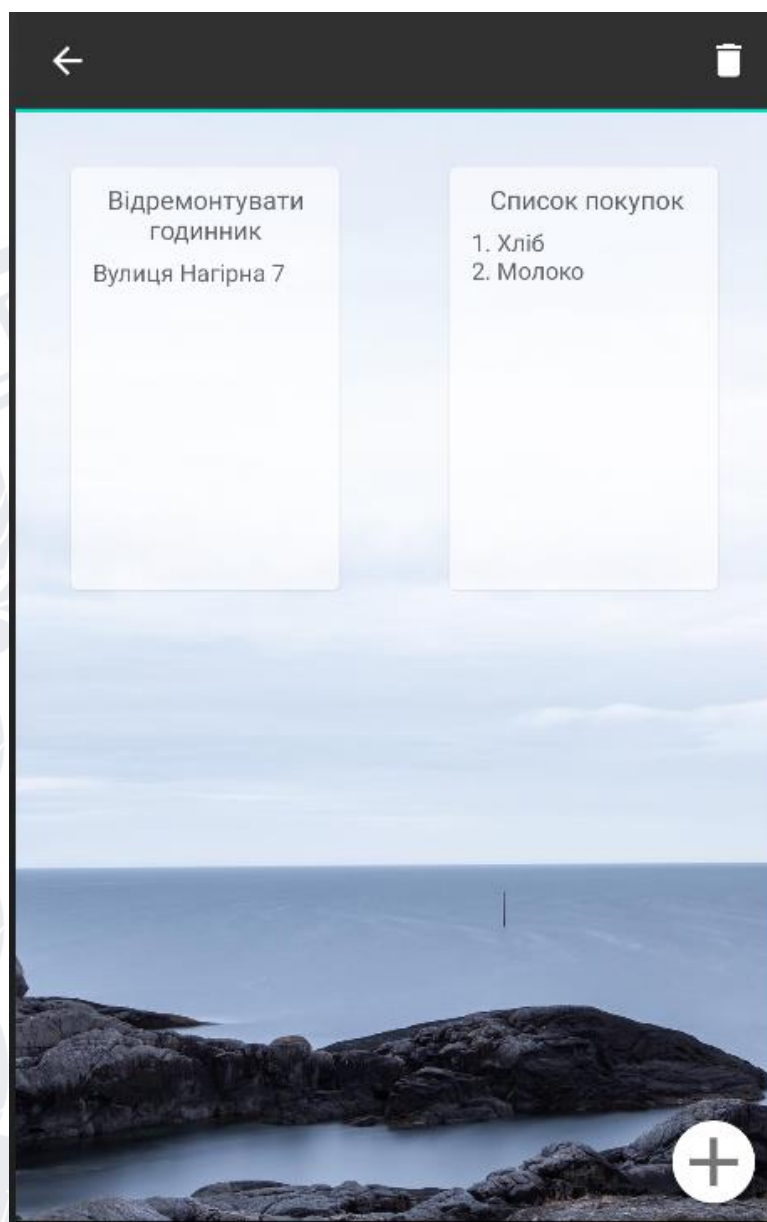 Відремонтувати
годинник
Вулиця Нагірна 7
Список покупок
1. Хліб
2. Молоко